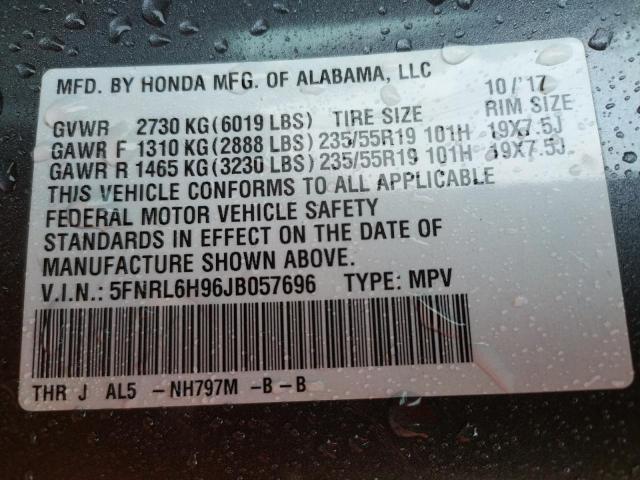 MFD. BY HONDA MFG. OF ALABAMA, LLC 10/'17
GVWR 2730 KG(6019 LBS) TIRE SIZE RIM SIZE
GAWR F 1310 KG(2888 LBS) 235/55R19 101H 19X7.5J
GAWR R 1465 KG(3230 LBS) 235/55R19 101H 19X7.5J
THIS VEHICLE CONFORMS TO ALL APPLICABLE
FEDERAL MOTOR VEHICLE SAFETY
STANDARDS IN EFFECT ON THE DATE OF
MANUFACTURE SHOWN ABOVE.
V.I.N.: 5FNRL6H96JB057696 TYPE: MPV
THR J AL5 -NH797M -B-B